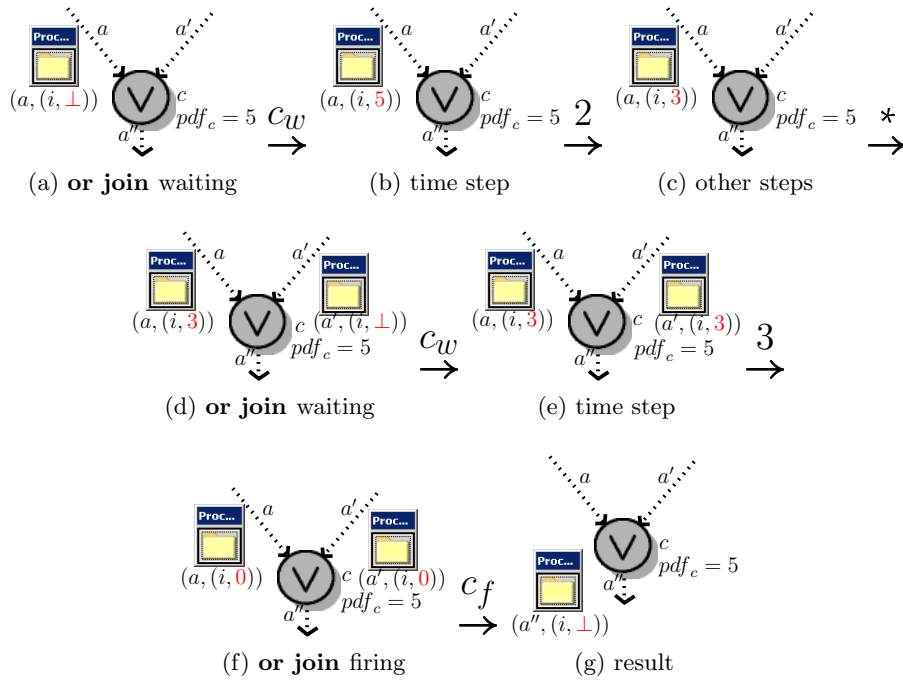 a a′
Proc...
(a, (i, ⊥)) c
a″ pdf_c = 5
c_w
(a) or join waiting
a a′
Proc...
(a, (i, 5)) c
a″ pdf_c = 5
2
(b) time step
a a′
Proc...
(a, (i, 3)) c
a″ pdf_c = 5
*
(c) other steps
a a′
Proc... Proc...
(a, (i, 3)) c (a′, (i, ⊥))
a″ pdf_c = 5
c_w
(d) or join waiting
a a′
Proc... Proc...
(a, (i, 3)) c (a′, (i, 3))
a″ pdf_c = 5
3
(e) time step
a a′
Proc... Proc...
(a, (i, 0)) c (a′, (i, 0))
a″ pdf_c = 5
c_f
(f) or join firing
a a′
c
Proc... a″ pdf_c = 5
(a″, (i, ⊥))
(g) result